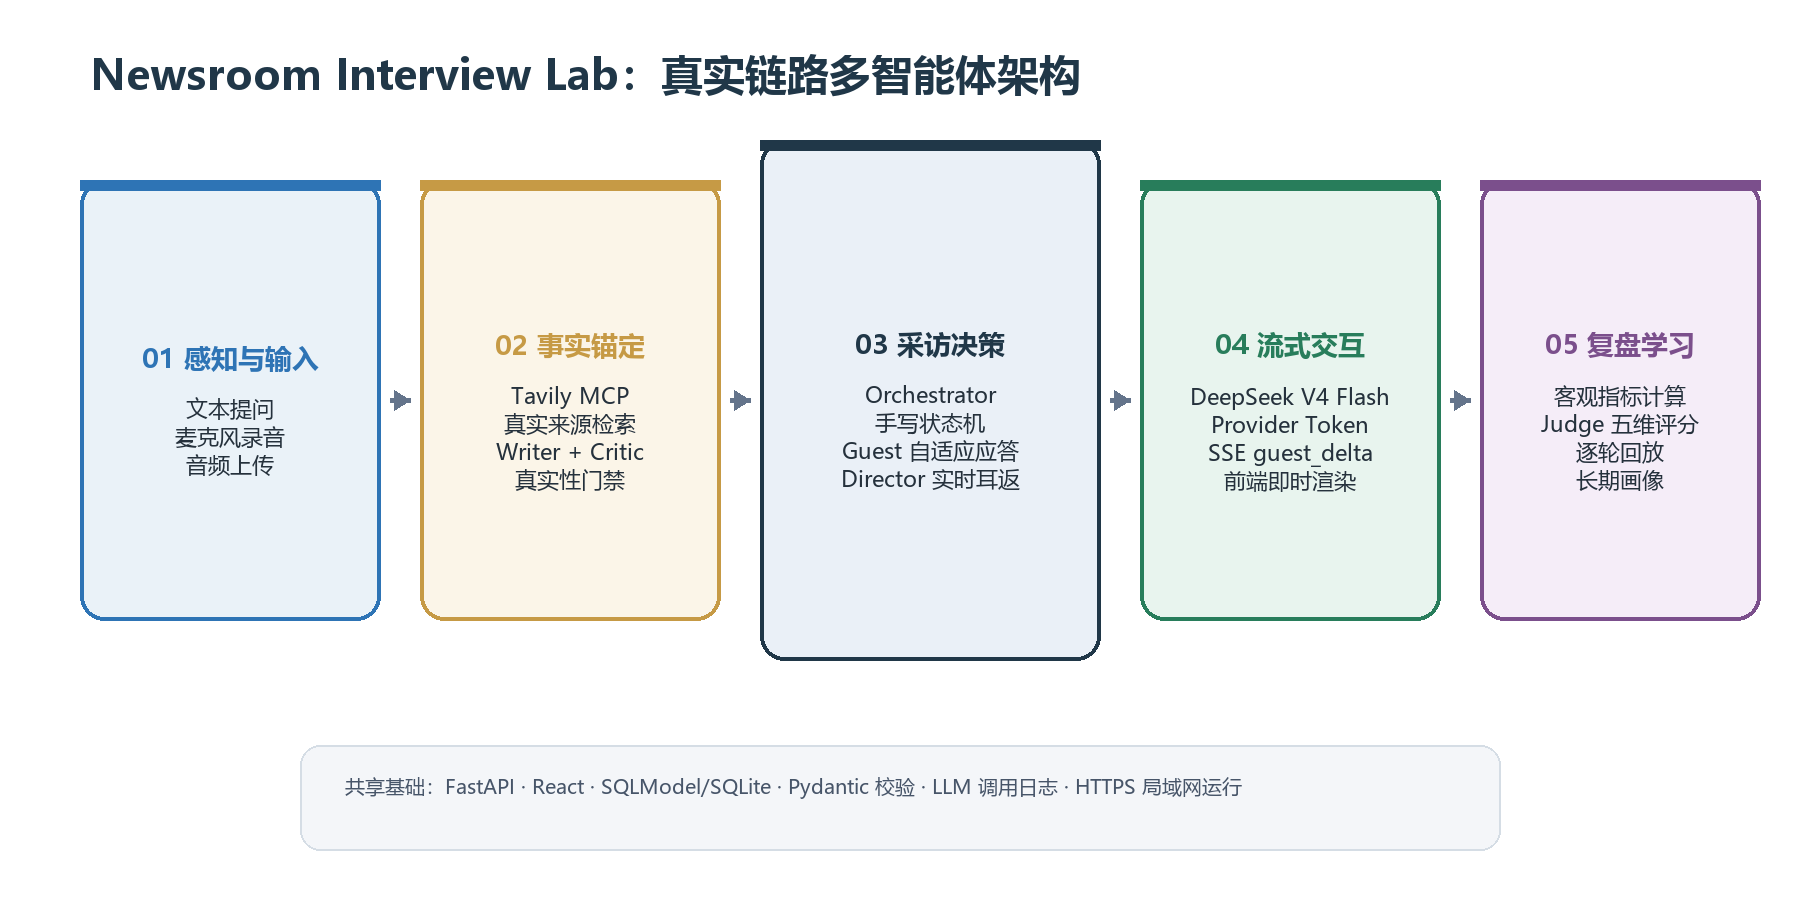 Newsroom Interview Lab：真实链路多智能体架构
01 感知与输入
文本提问
麦克风录音
音频上传
02 事实锚定
Tavily MCP
真实来源检索
Writer + Critic
真实性门禁
03 采访决策
Orchestrator
手写状态机
Guest 自适应应答
Director 实时耳返
04 流式交互
DeepSeek V4 Flash
Provider Token
SSE guest_delta
前端即时渲染
05 复盘学习
客观指标计算
Judge 五维评分
逐轮回放
长期画像
共享基础：FastAPI · React · SQLModel/SQLite · Pydantic 校验 · LLM 调用日志 · HTTPS 局域网运行